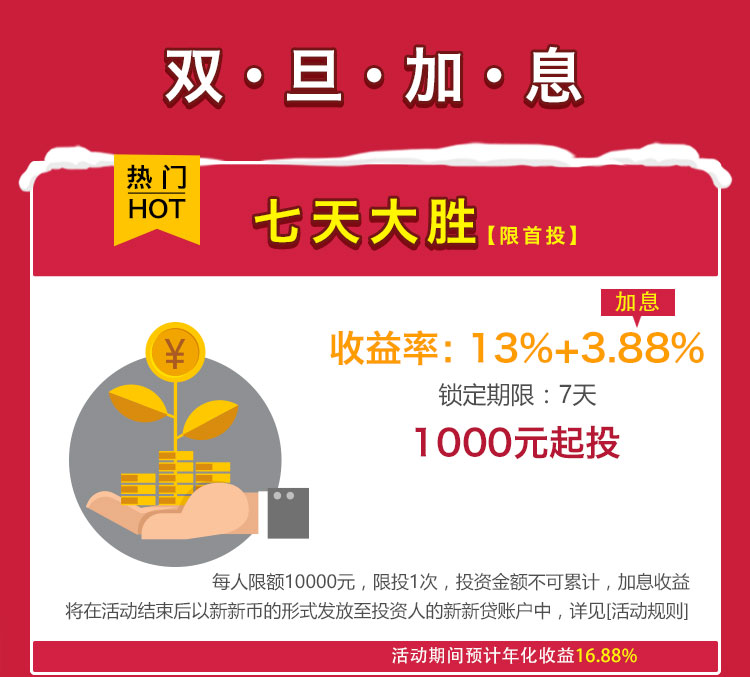 双·旦·加·息
热门
HOT
七天大胜【限首投】
加息
收益率：13%+3.88%
锁定期限：7天
1000元起投
¥
每人限额10000元，限投1次，投资金额不可累计，加息收益
将在活动结束后以新新币的形式发放至投资人的新新贷账户中，详见[活动规则]
活动期间预计年化收益16.88%